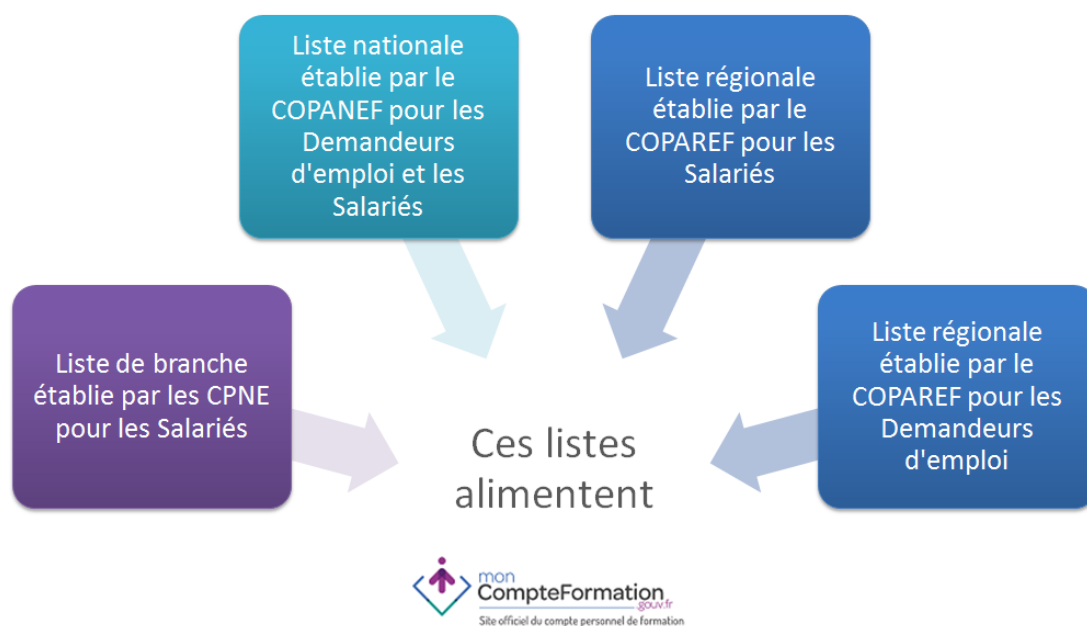 Liste nationale
établie par le
COPANEF pour les
Demandeurs
d'emploi et les
Salariés
Liste régionale
établie par le
COPAREF pour les
Salariés
Liste de branche
établie par les CPNE
pour les Salariés
Liste régionale
établie par le
COPAREF pour les
Demandeurs
d'emploi
Ces listes
alimentent
mon
CompteFormation
.gouv.fr
Site officiel du compte personnel de formation